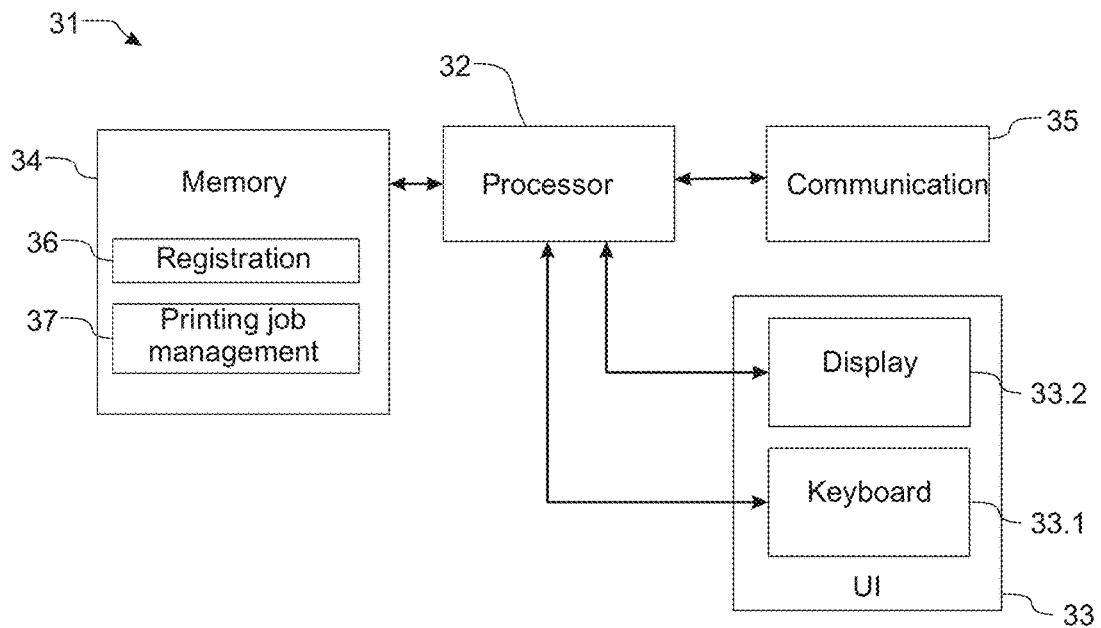 31
32
35
34
Memory
Processor
Communication
36
Registration
37
Printing job
management
Display
33.2
Keyboard
33.1
UI
33